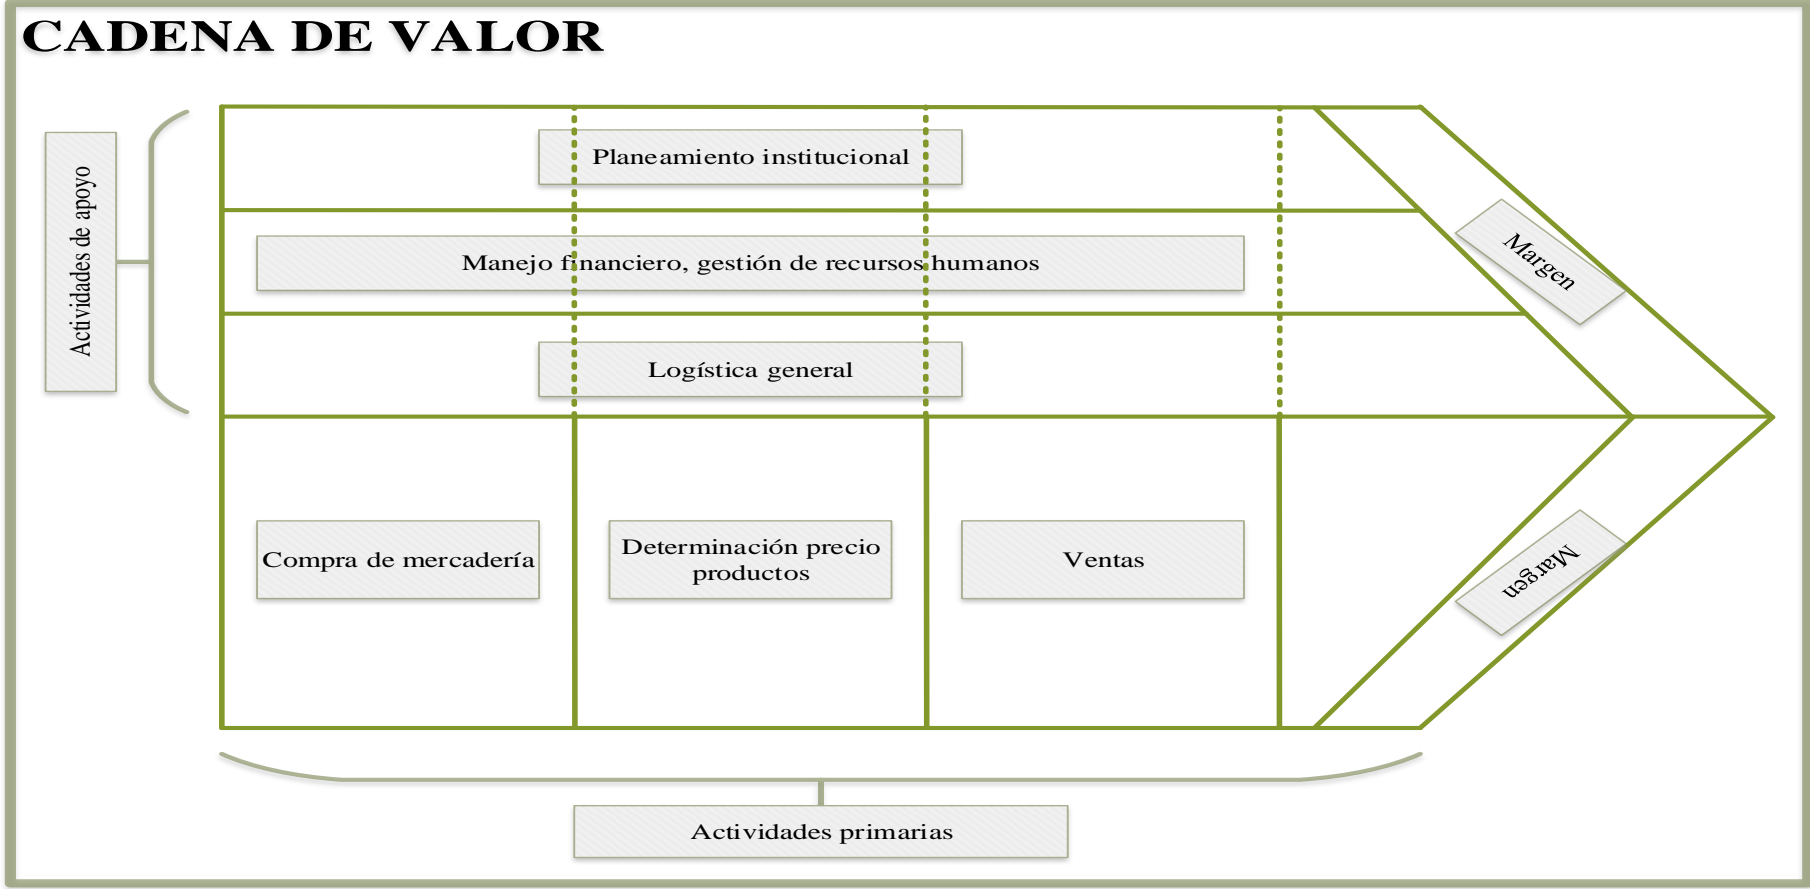 CADENA DE VALOR
Actividades de apoyo
Planeamiento institucional
Manejo financiero, gestión de recursos humanos
Logística general
Margen
Compra de mercadería
Determinación precio
productos
Ventas
Margen
Actividades primarias